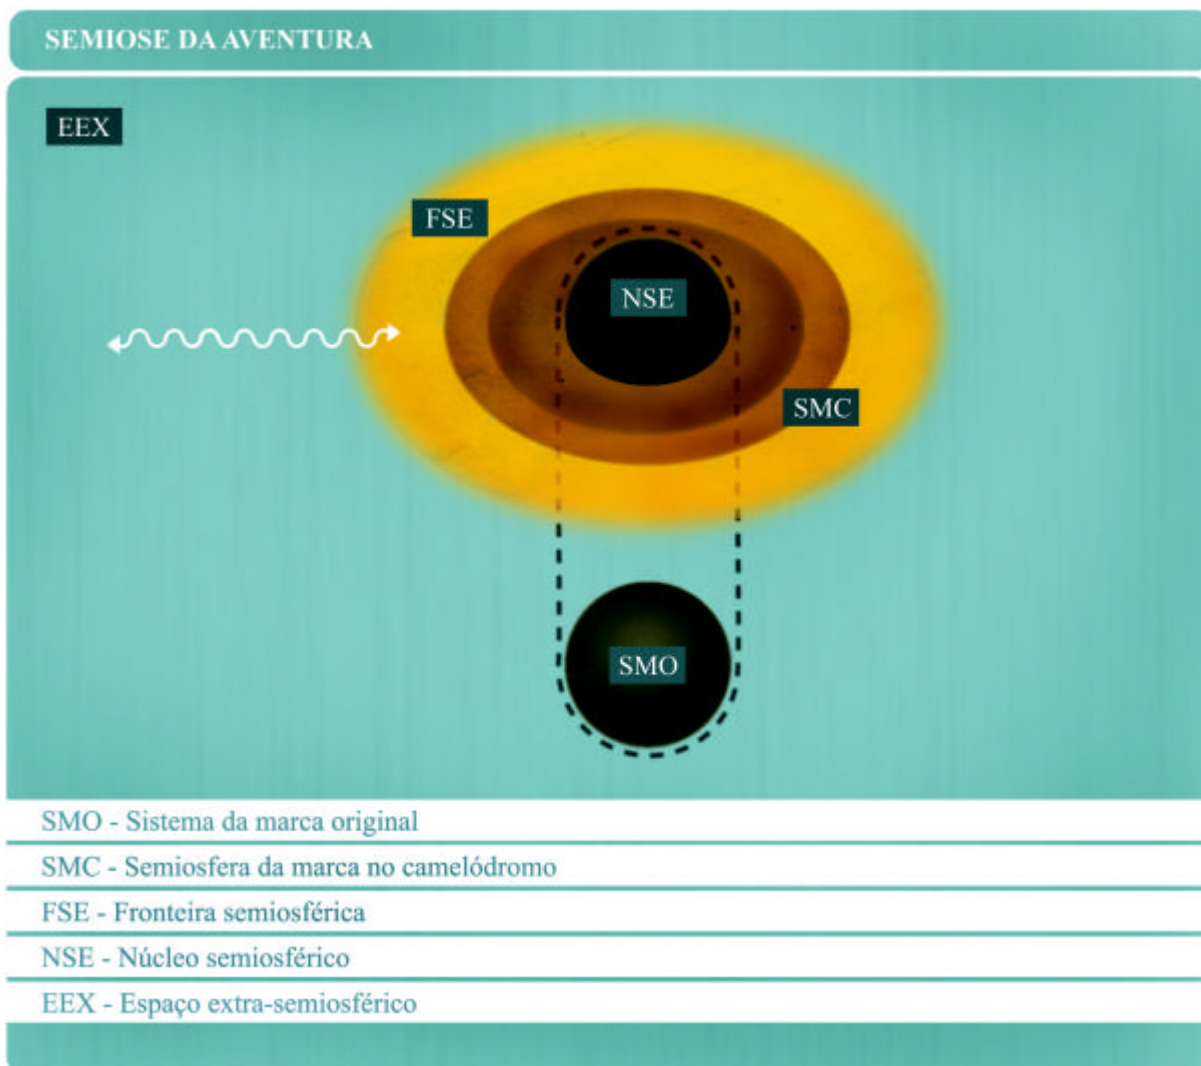 SEMIOSE DA AVENTURA
EEX
FSE
NSE
SMC
SMO
SMO - Sistema da marca original
SMC - Semiosfera da marca no camelódromo
FSE - Fronteira semiosférica
NSE - Núcleo semiosférico
EEX - Espaço extra-semiosférico